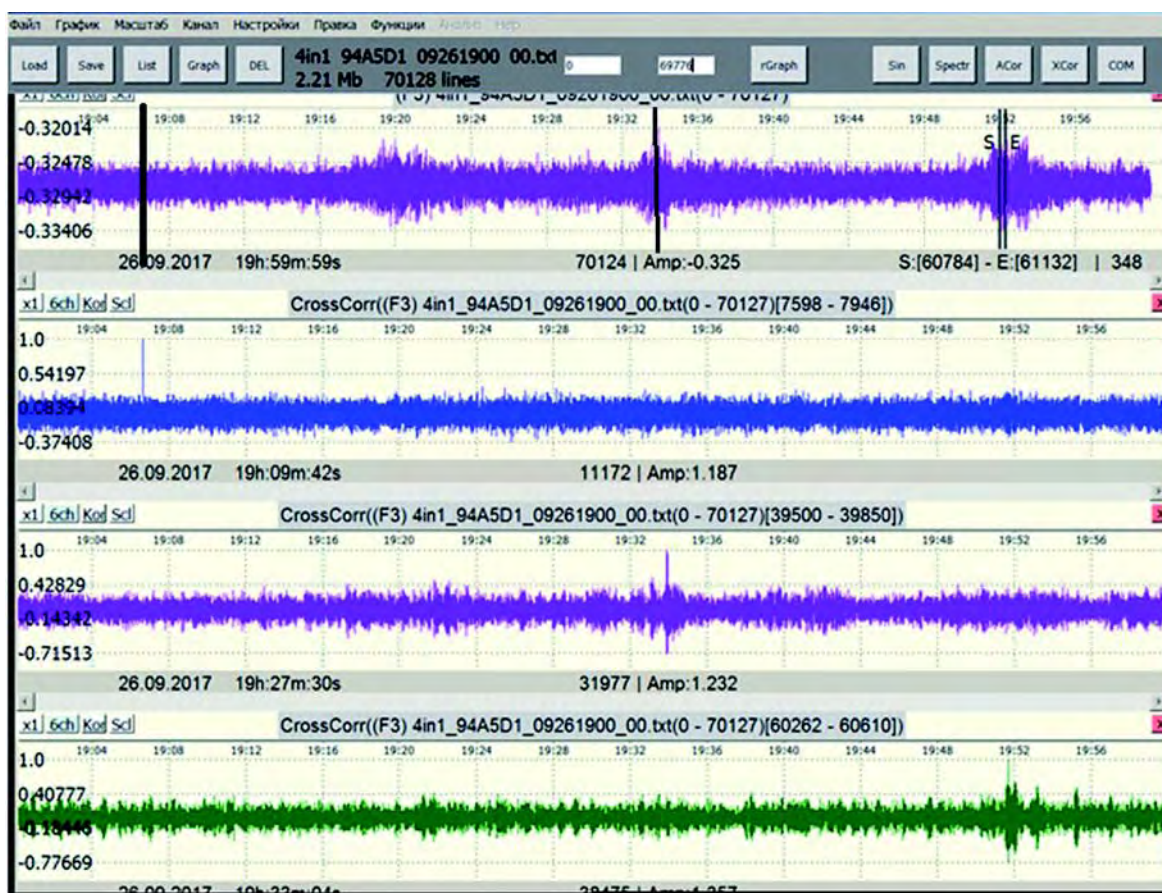 Файл График Масштаб Канал Настройки Правка Функции
Load Save List Graph DEL 4in1_94A5D1_09261900_00.txt 0 69776 rGraph Sin Spectr ACor XCor COM
2.21 Mb 70128 lines
(F3) 4in1_94A5D1_09261900_00.txt(0 - 70127)
19:04 19:08 19:12 19:16 19:20 19:24 19:28 19:32 19:36 19:40 19:44 19:48 19:52 19:56
-0.32014
S E
-0.32478
-0.32942
-0.33406
26.09.2017 19h:59m:59s 70124 | Amp:-0.325 S:[60784] - E:[61132] | 348
x1 6ch Kor Scl CrossCorr((F3) 4in1_94A5D1_09261900_00.txt(0 - 70127)[7598 - 7946])
19:04 19:08 19:12 19:16 19:20 19:24 19:28 19:32 19:36 19:40 19:44 19:48 19:52 19:56
1.0
0.54197
0.08394
-0.37408
26.09.2017 19h:09m:42s 11172 | Amp:1.187
x1 6ch Kor Scl CrossCorr((F3) 4in1_94A5D1_09261900_00.txt(0 - 70127)[39500 - 39850])
19:04 19:08 19:12 19:16 19:20 19:24 19:28 19:32 19:36 19:40 19:44 19:48 19:52 19:56
1.0
0.42829
-0.14342
-0.71513
26.09.2017 19h:27m:30s 31977 | Amp:1.232
x1 6ch Kor Scl CrossCorr((F3) 4in1_94A5D1_09261900_00.txt(0 - 70127)[60262 - 60610])
19:04 19:08 19:12 19:16 19:20 19:24 19:28 19:32 19:36 19:40 19:44 19:48 19:52 19:56
1.0
0.40777
-0.18446
-0.77669